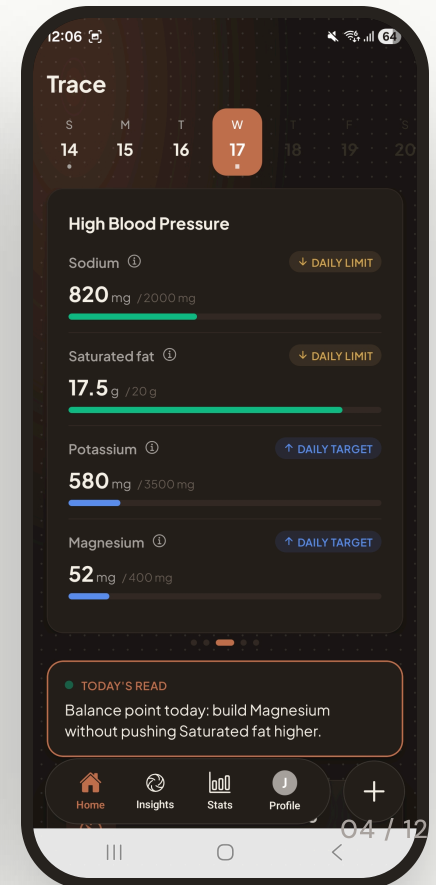 12:06 64
Trace
S M T W T F S
14 15 16 17 18 19 20
High Blood Pressure
Sodium ↓ DAILY LIMIT
820 mg / 2000 mg
Saturated fat ↓ DAILY LIMIT
17.5 g / 20 g
Potassium ↑ DAILY TARGET
580 mg / 3500 mg
Magnesium ↑ DAILY TARGET
52 mg / 400 mg
TODAY'S READ
Balance point today: build Magnesium
without pushing Saturated fat higher.
J
Home Insights Stats Profile
04 / 12